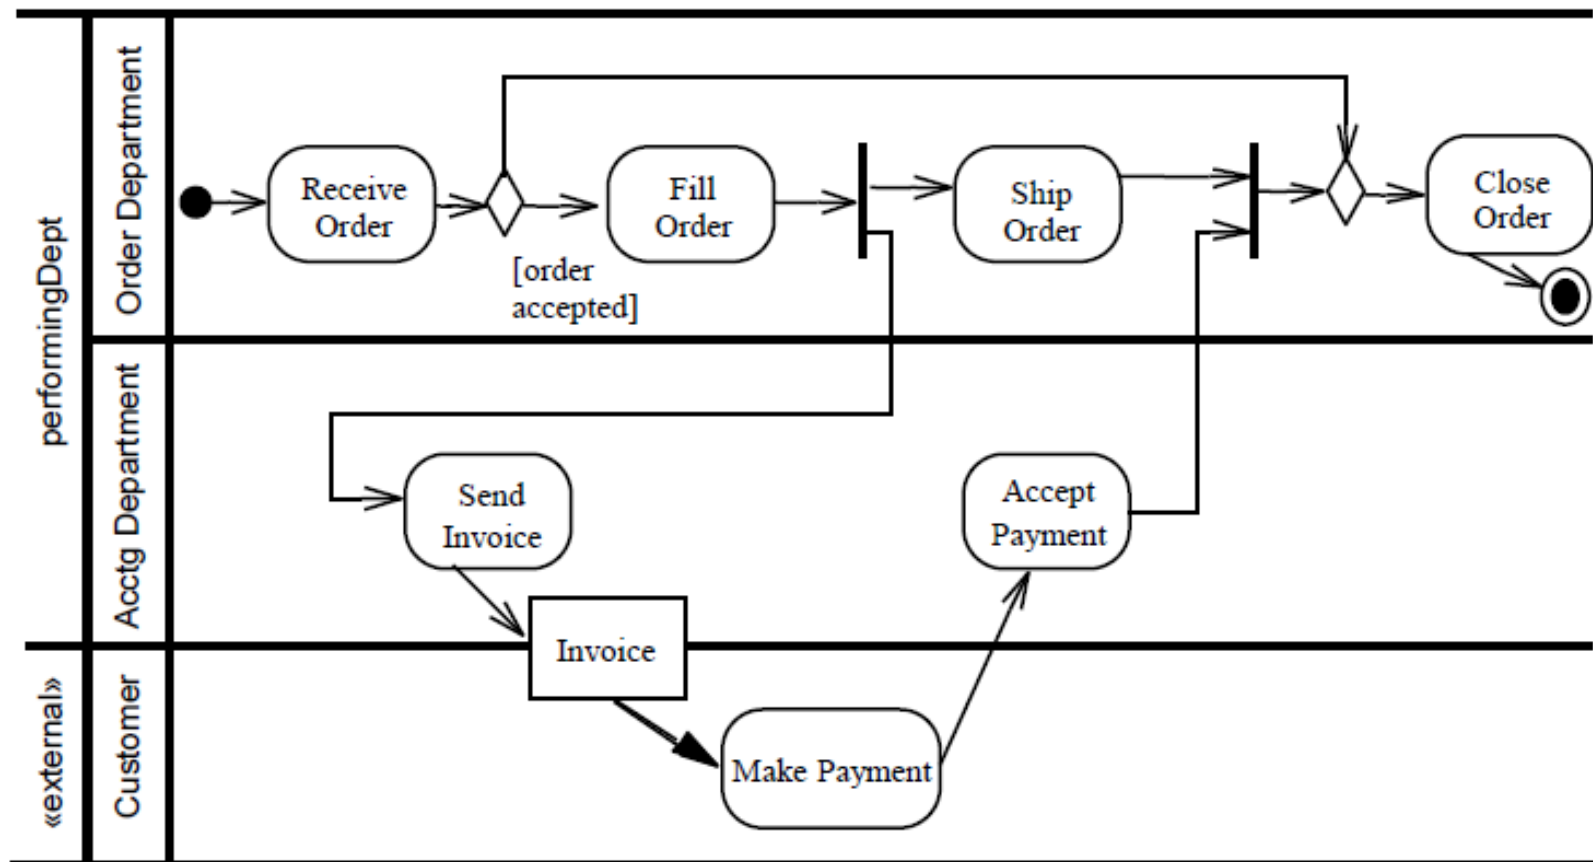 performingDept
Order Department
Receive
Order
[order
accepted]
Fill
Order
Ship
Order
Close
Order
Acctg Department
Send
Invoice
Accept
Payment
Invoice
«external»
Customer
Make Payment